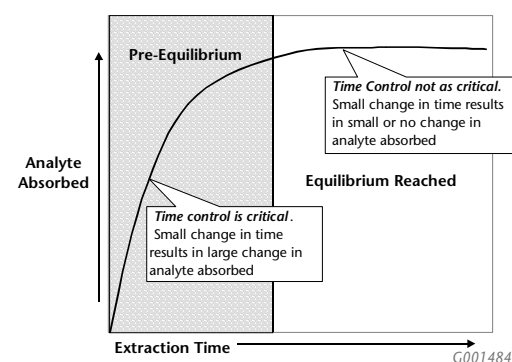 Pre-Equilibrium
Time Control not as critical.
Small change in time results
in small or no change in
analyte absorbed
Analyte
Absorbed
Equilibrium Reached
Time control is critical.
Small change in time
results in large change in
analyte absorbed
Extraction Time
G001484